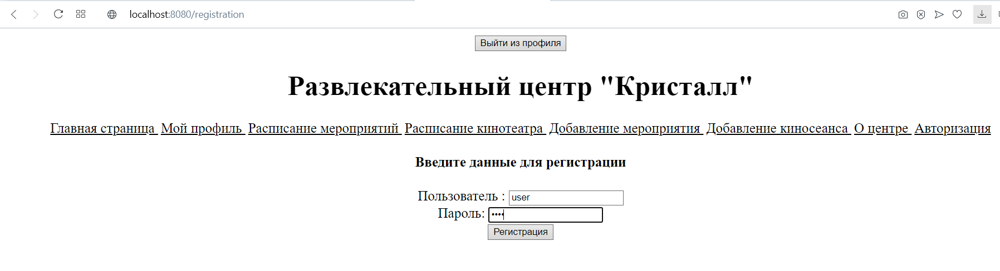 localhost:8080/registration
Выйти из профиля
Развлекательный центр "Кристалл"
Главная страница Мой профиль Расписание мероприятий Расписание кинотеатра Добавление мероприятия Добавление киносеанса О центре Авторизация
Введите данные для регистрации
Пользователь : user
Пароль: ••••
Регистрация